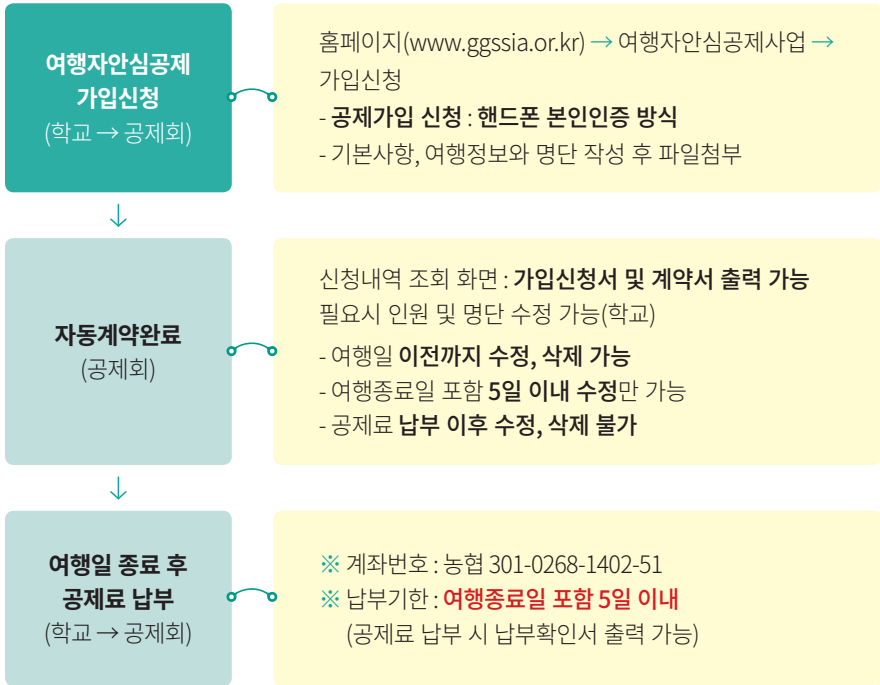 여행자안심공제
가입신청
(학교 → 공제회)
홈페이지(www.ggssia.or.kr) → 여행자안심공제사업 →
가입신청
- 공제가입 신청 : 핸드폰 본인인증 방식
- 기본사항, 여행정보와 명단 작성 후 파일첨부
↓
자동계약완료
(공제회)
신청내역 조회 화면 : 가입신청서 및 계약서 출력 가능
필요시 인원 및 명단 수정 가능(학교)
- 여행일 이전까지 수정, 삭제 가능
- 여행종료일 포함 5일 이내 수정만 가능
- 공제료 납부 이후 수정, 삭제 불가
↓
여행일 종료 후
공제료 납부
(학교 → 공제회)
※ 계좌번호 : 농협 301-0268-1402-51
※ 납부기한 : 여행종료일 포함 5일 이내
(공제료 납부 시 납부확인서 출력 가능)